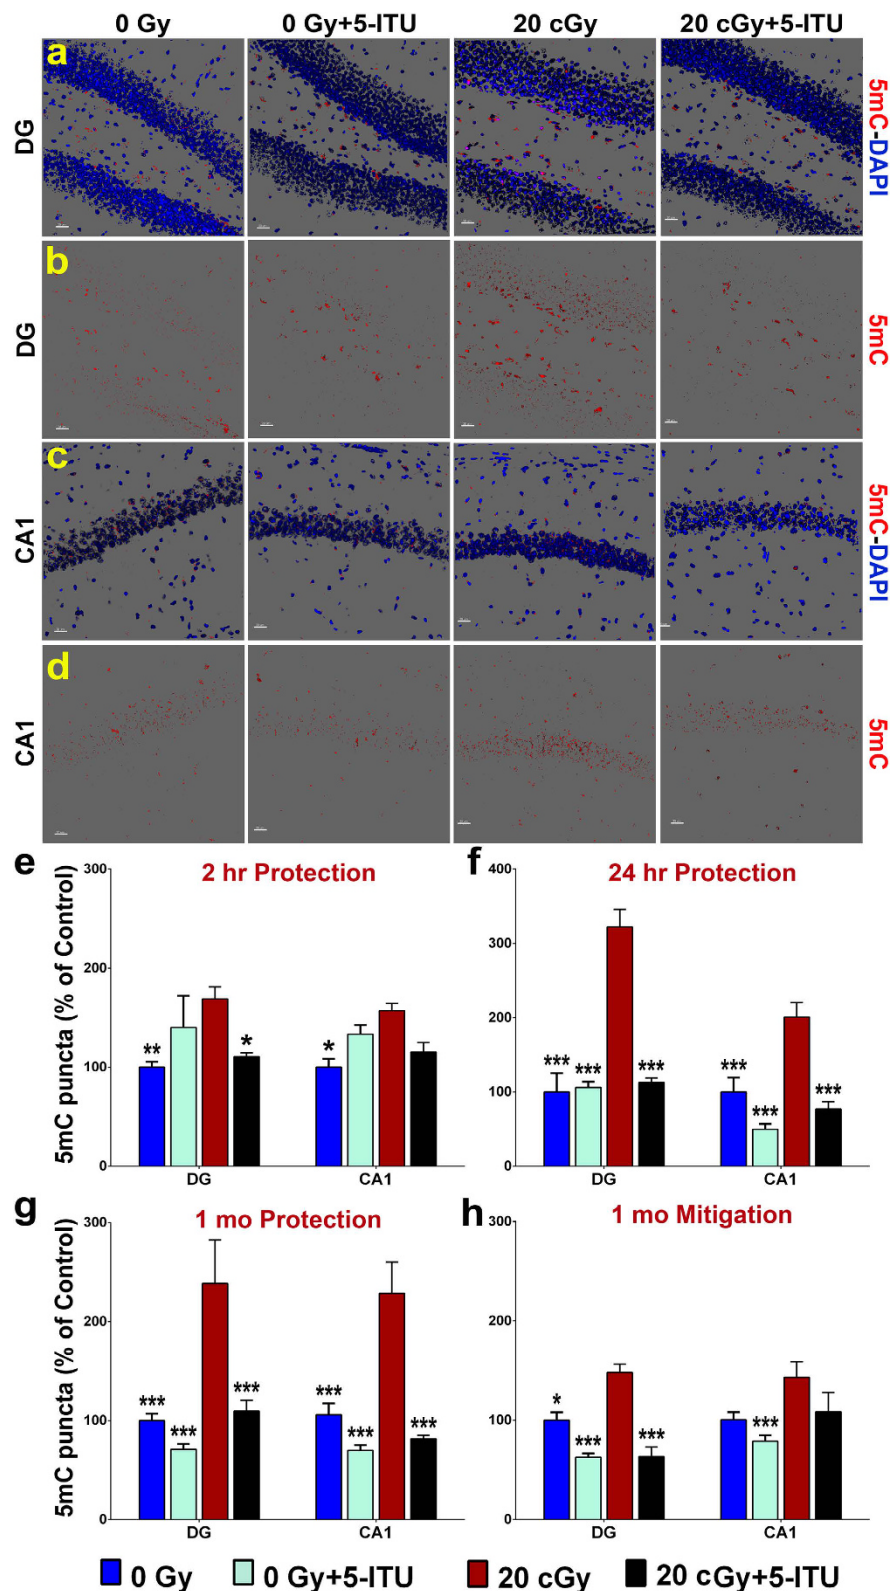 0 Gy 0 Gy+5-ITU 20 cGy 20 cGy+5-ITU
a
DG
5mC-DAPI
b
DG
5mC
c
CA1
5mC-DAPI
d
CA1
5mC
e
2 hr Protection
5mC puncta (% of Control)
300
200
100
0
** * *
DG CA1
f
24 hr Protection
400
300
200
100
0
*** *** *** *** *** ***
DG CA1
g
1 mo Protection
5mC puncta (% of Control)
300
200
100
0
*** *** *** *** *** ***
DG CA1
h
1 mo Mitigation
300
200
100
0
* *** *** ***
DG CA1
0 Gy 0 Gy+5-ITU 20 cGy 20 cGy+5-ITU